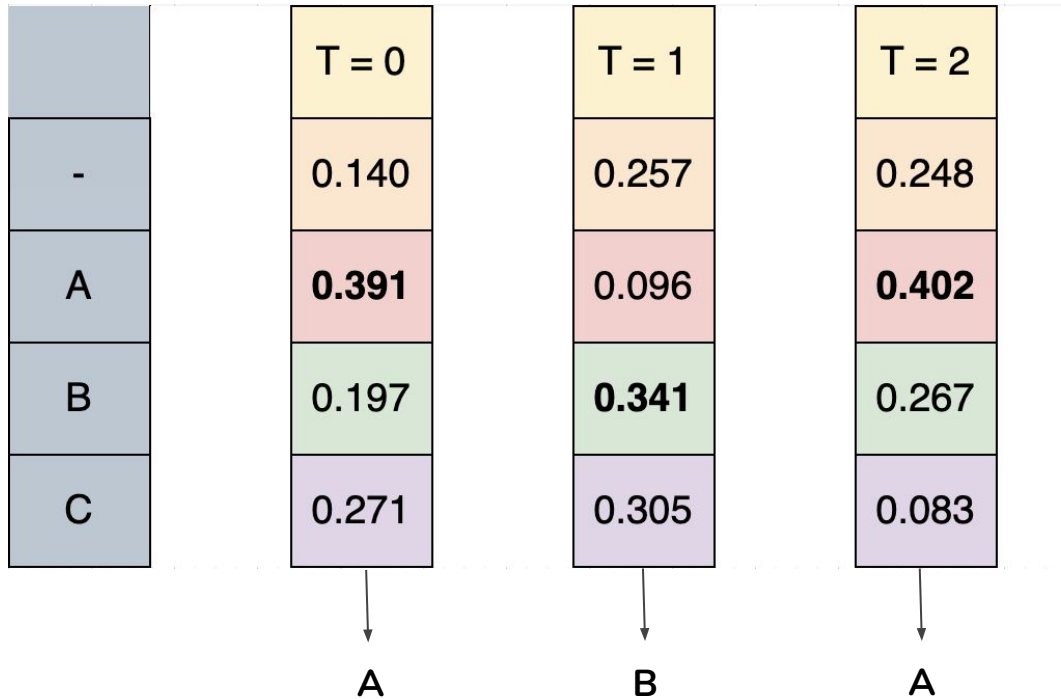 T = 0 T = 1 T = 2
- 0.140 0.257 0.248
A 0.391 0.096 0.402
B 0.197 0.341 0.267
C 0.271 0.305 0.083
A B A